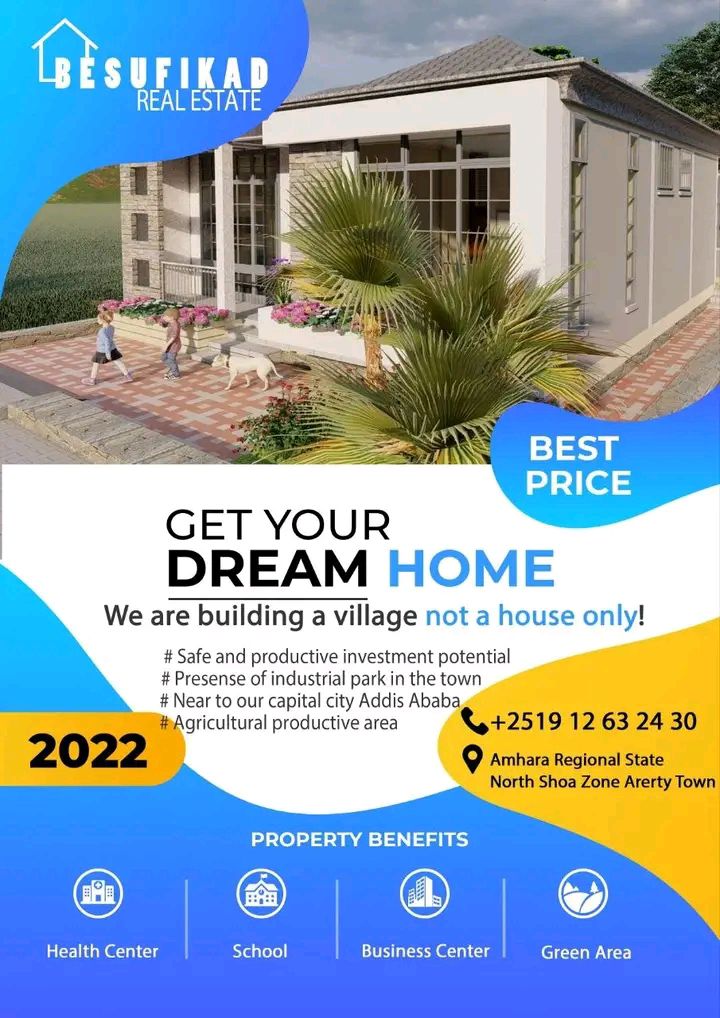 BESUFIKAD
REAL ESTATE
BEST
PRICE
GET YOUR
DREAM HOME
We are building a village not a house only!
# Safe and productive investment potential
# Presense of industrial park in the town
# Near to our capital city Addis Ababa
# Agricultural productive area
2022
+2519 12 63 24 30
Amhara Regional State
North Shoa Zone Arerty Town
PROPERTY BENEFITS
Health Center
School
Business Center
Green Area